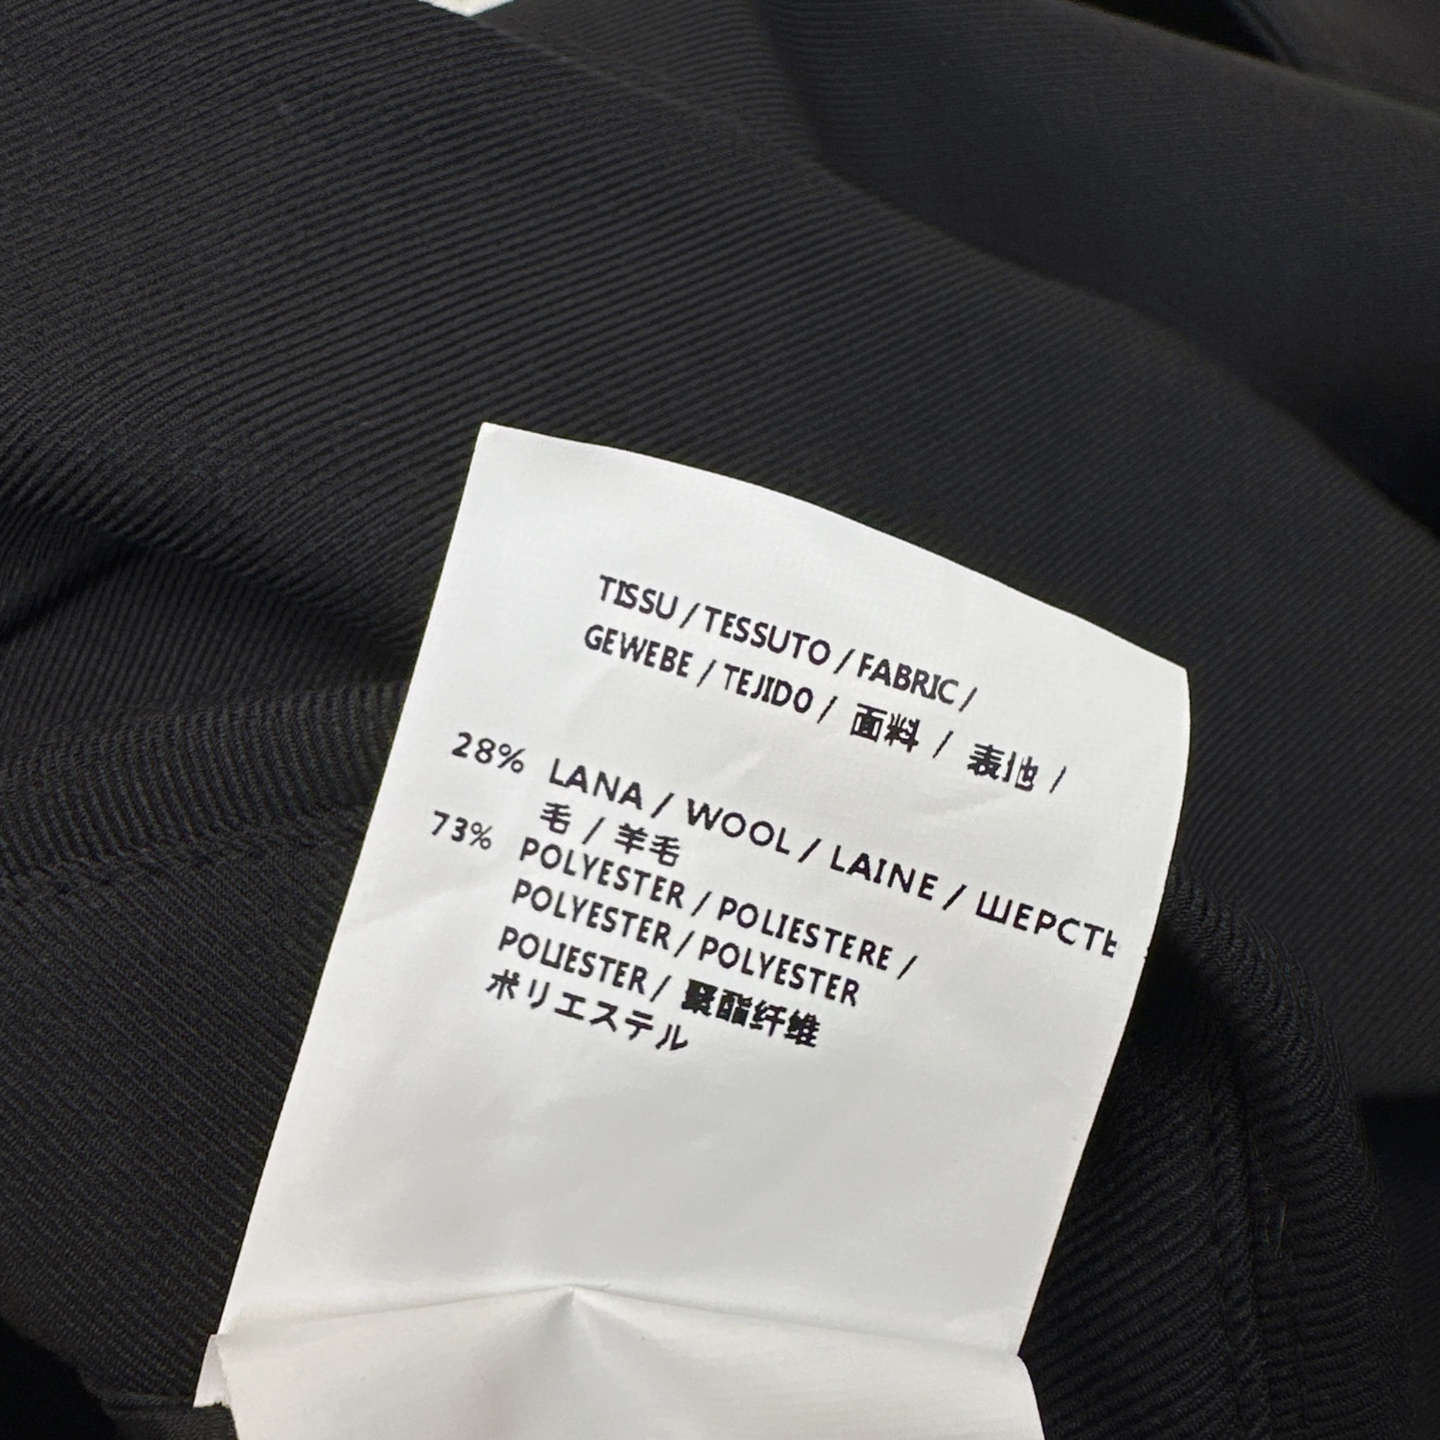 TISSU / TESSUTO / FABRIC /
GEWEBE / TEJIDO / 面料 / 表地 /
28% LANA / WOOL / LAINE / ШЕРСТЬ
毛 / 羊毛
73% POLYESTER / POLIESTERE /
POLYESTER / POLYESTER
POLIESTER / 聚酯纤维
ポリエステル